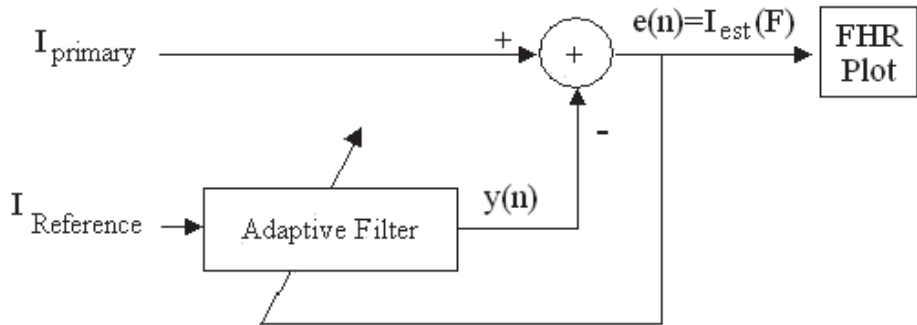 I primary
+
+
e(n)=I est (F)
FHR
Plot
-
I Reference
Adaptive Filter
y(n)